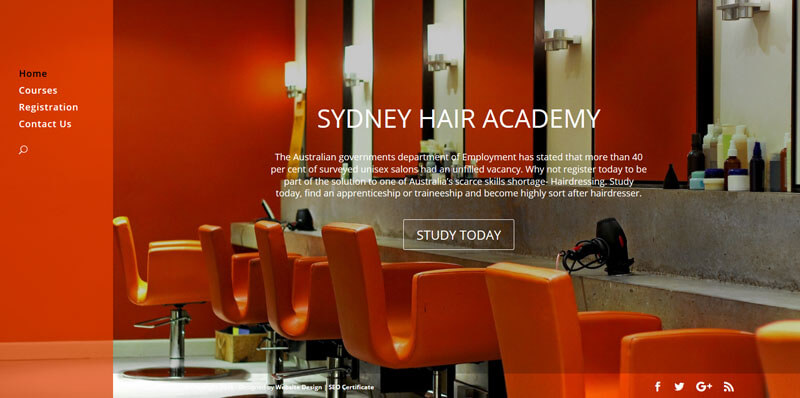 Home
Courses
Registration
Contact Us
SYDNEY HAIR ACADEMY
The Australian governments department of Employment has stated that more than 40
per cent of surveyed unisex salons had an unfilled vacancy. Why not register today to be
part of the solution to one of Australia's scarce skills shortage- Hairdressing. Study
today, find an apprenticeship or traineeship and become highly sort after hairdresser.
STUDY TODAY
by Website Design | SEO Certificate